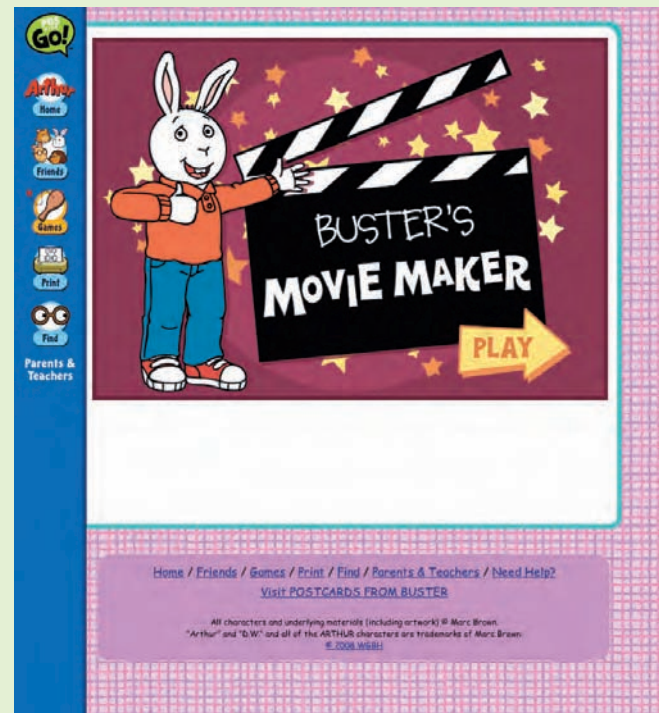 PBS
GO!
Arthur
Home
Friends
Games
Print
Find
Parents &
Teachers
BUSTER'S
MOVIE MAKER
PLAY
Home / Friends / Games / Print / Find / Parents & Teachers / Need Help?
Visit POSTCARDS FROM BUSTER
All characters and underlying materials (including artwork) © Marc Brown.
"Arthur" and "D.W." and all of the ARTHUR characters are trademarks of Marc Brown.
© 2008 WGBH